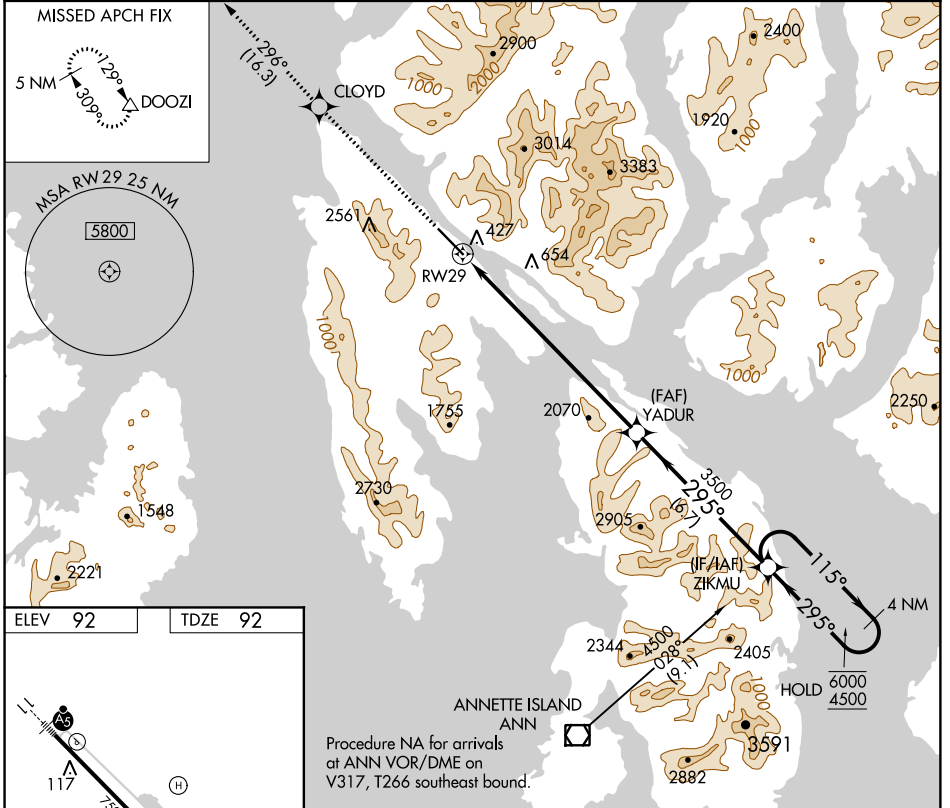 MISSED APCH FIX
5 NM
129°
309°
DOOZI
MSA RW29 25 NM
5800
296°
(16.3)
CLOYD
2900
2000
1000
2400
1920
1000
3014
3383
2561
427
654
RW29
1000
1000
1755
2070
(FAF)
YADUR
2250
1548
2221
2730
2905
3500
295°
(6.7)
(IF/IAF)
ZIKMU
115°
295°
4 NM
HOLD
6000
4500
2344
4500
028°
(9.1)
2405
1000
3591
2882
ANNETTE ISLAND
ANN
Procedure NA for arrivals
at ANN VOR/DME on
V317, T266 southeast bound.
ELEV 92
TDZE 92
A5
P
117
H